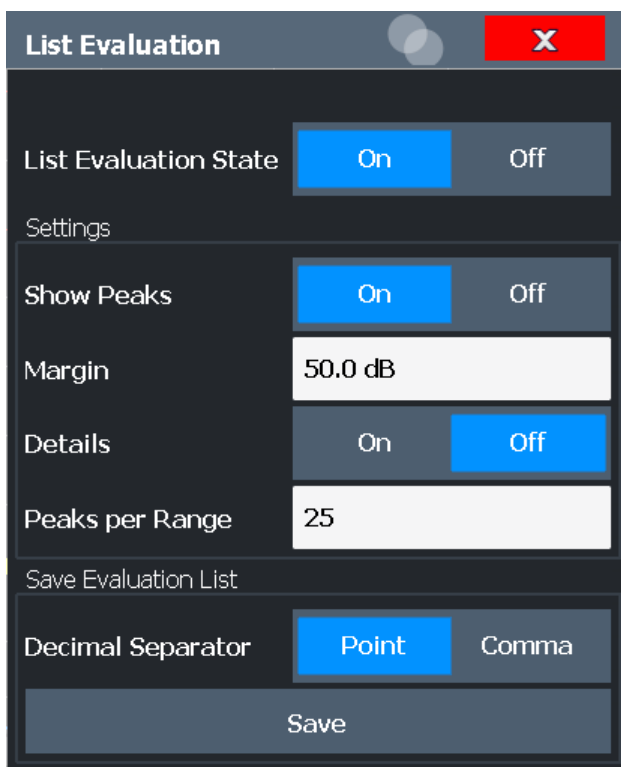 List Evaluation X
List Evaluation State On Off
Settings
Show Peaks On Off
Margin 50.0 dB
Details On Off
Peaks per Range 25
Save Evaluation List
Decimal Separator Point Comma
Save